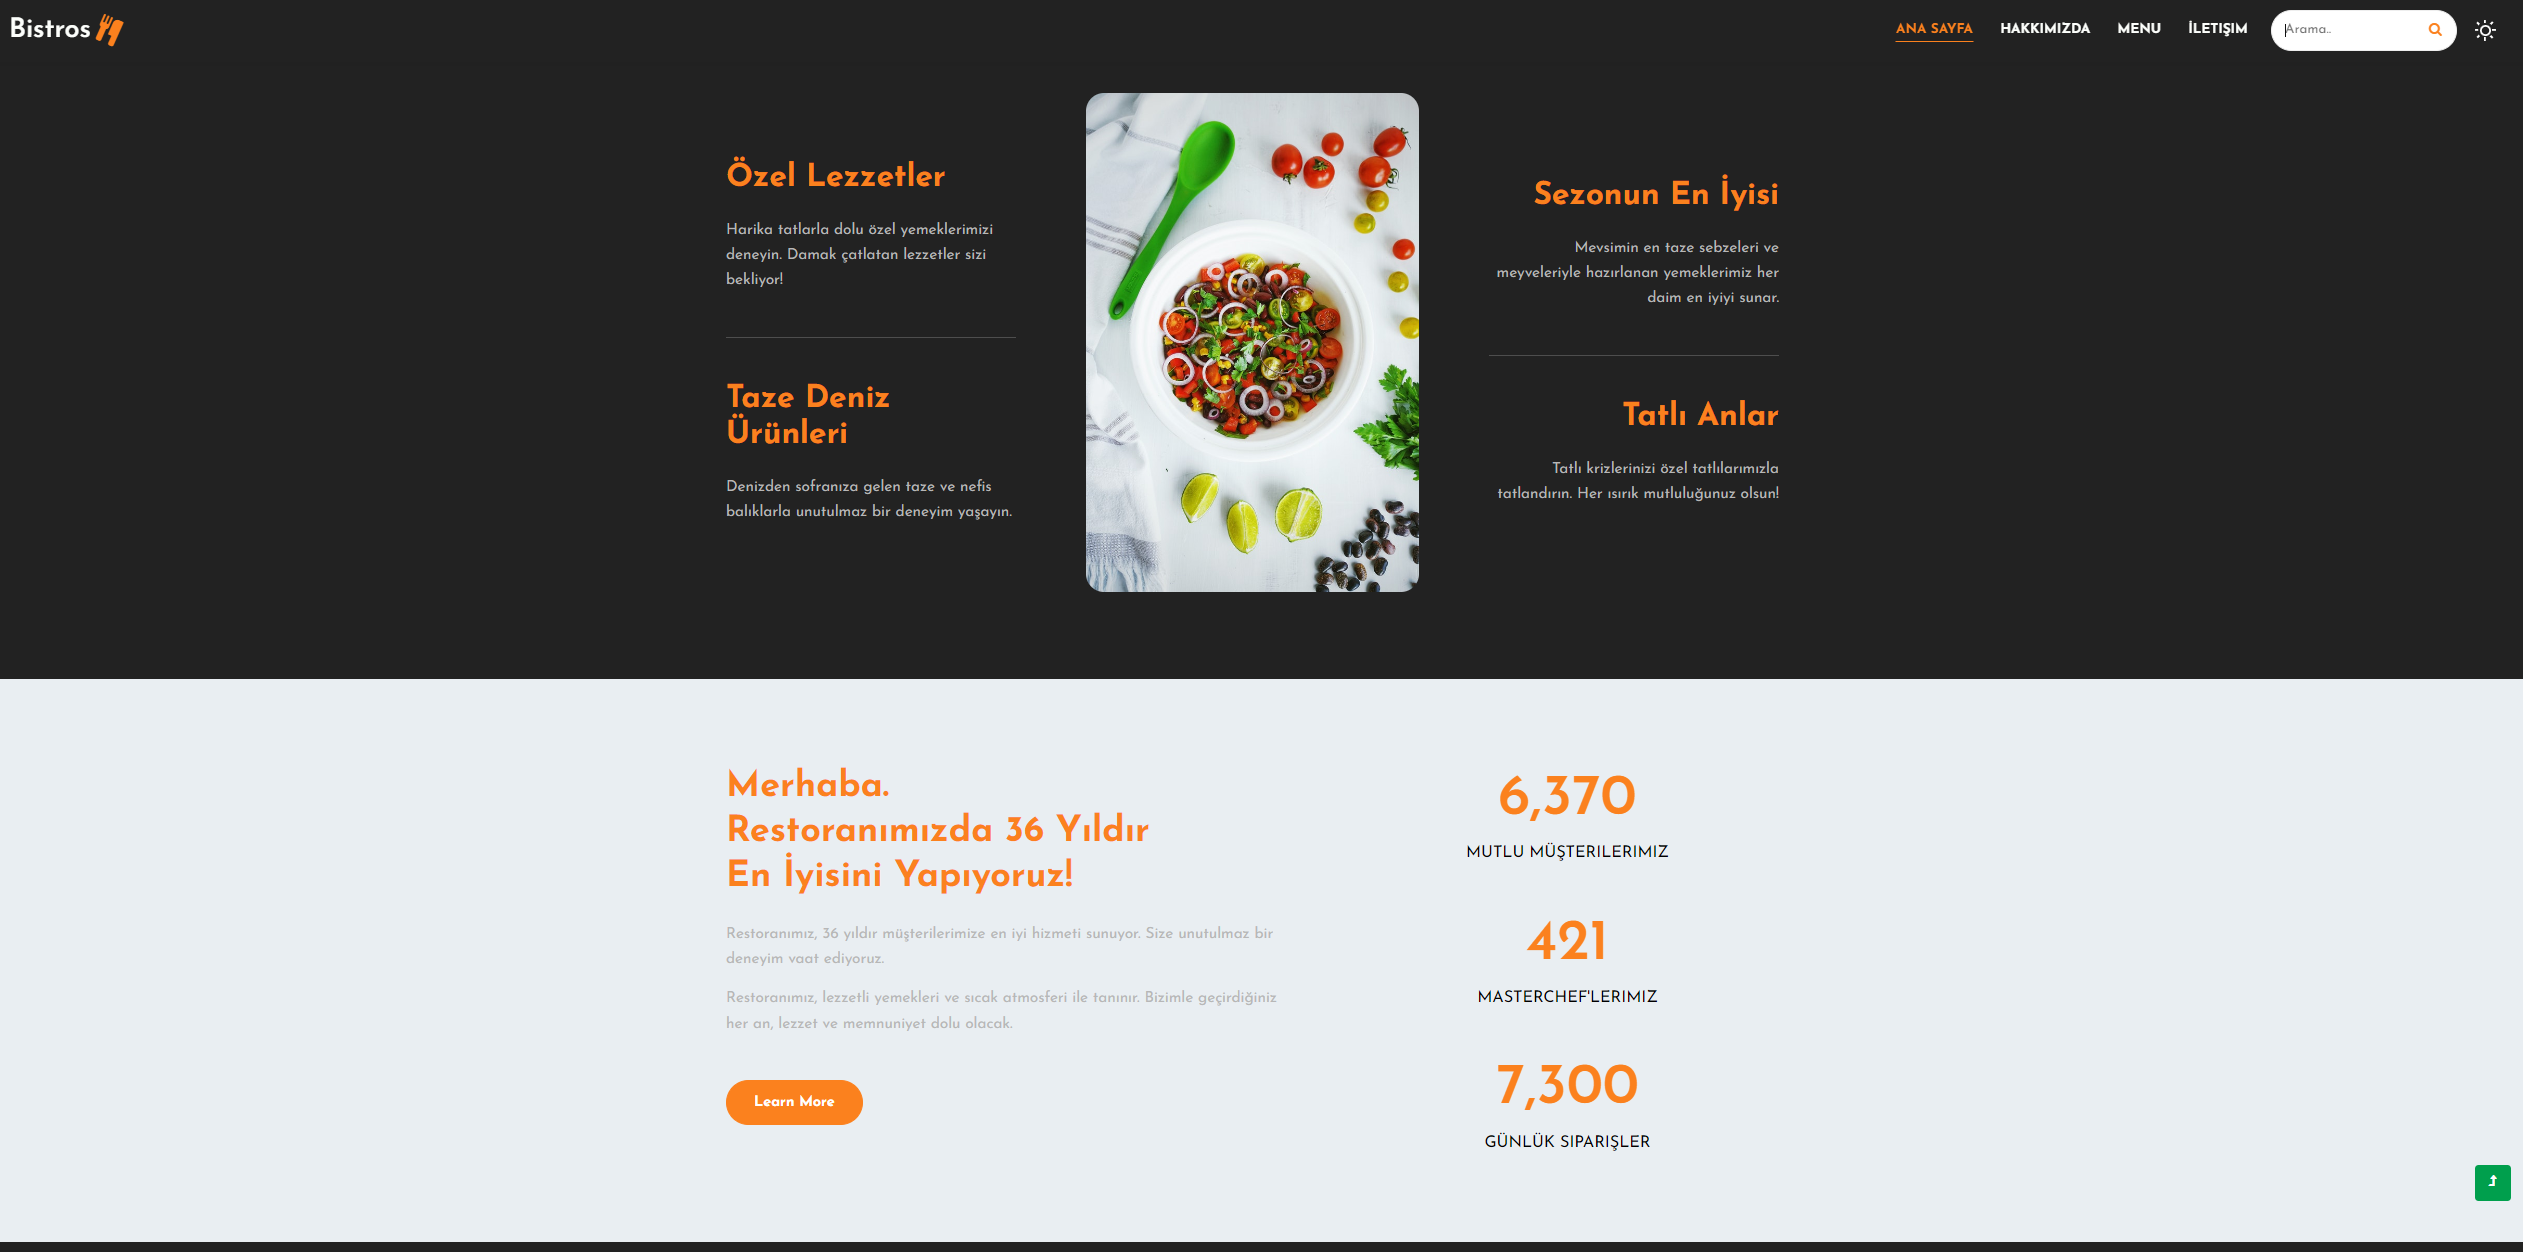 Bistros
ANA SAYFA
HAKKIMIZDA
MENU
İLETIŞIM
Arama..
Özel Lezzetler
Harika tatlarla dolu özel yemeklerimizi
deneyin. Damak çatlatan lezzetler sizi
bekliyor!
Taze Deniz
Ürünleri
Denizden sofranıza gelen taze ve nefis
balıklarla unutulmaz bir deneyim yaşayın.
Sezonun En İyisi
Mevsimin en taze sebzeleri ve
meyveleriyle hazırlanan yemeklerimiz her
daim en iyiyi sunar.
Tatlı Anlar
Tatlı krizlerinizi özel tatlılarımızla
tatlandırın. Her ısırık mutluluğunuz olsun!
Merhaba.
Restoranımızda 36 Yıldır
En İyisini Yapıyoruz!
Restoranımız, 36 yıldır müşterilerimize en iyi hizmeti sunuyor. Size unutulmaz bir
deneyim vaat ediyoruz.
Restoranımız, lezzetli yemekleri ve sıcak atmosferi ile tanınır. Bizimle geçirdiğiniz
her an, lezzet ve memnuniyet dolu olacak.
Learn More
6,370
MUTLU MÜŞTERILERIMIZ
421
MASTERCHEF'LERIMIZ
7,300
GÜNLÜK SIPARIŞLER